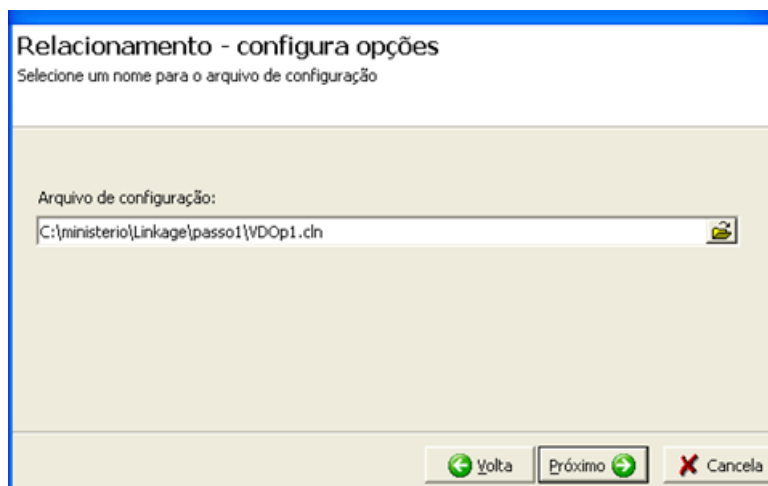 Relacionamento - configura opções
Selecione um nome para o arquivo de configuração
Arquivo de configuração:
C:\ministerio\Linkage\passo1\VDOp1.cln
Volta
Próximo
Cancela